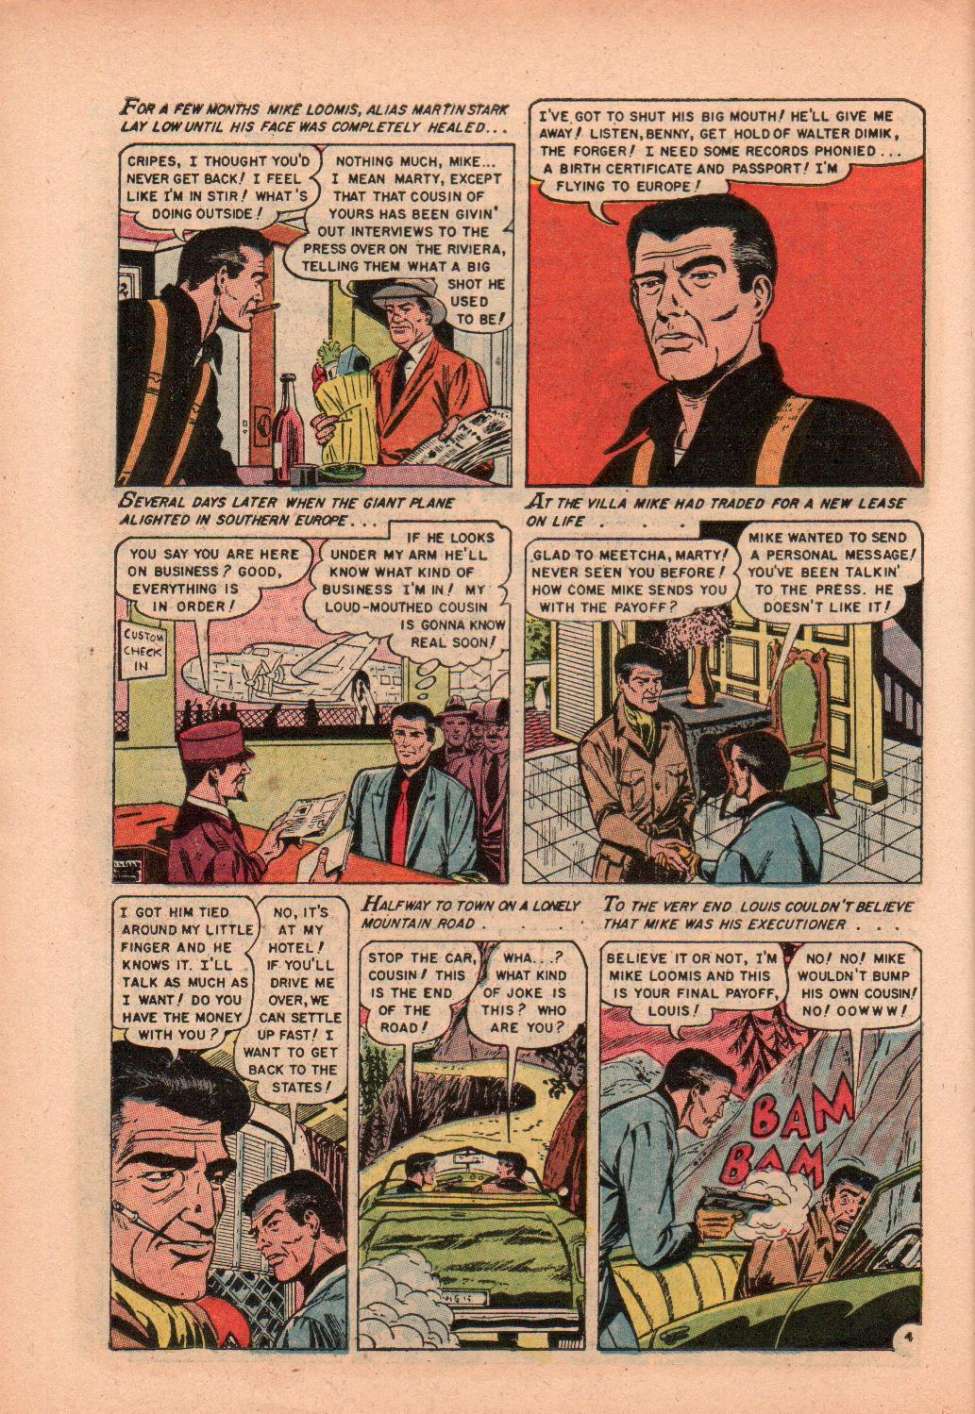 FOR A FEW MONTHS MIKE LOOMIS, ALIAS MARTIN STARK
LAY LOW UNTIL HIS FACE WAS COMPLETELY HEALED...
CRIPES, I THOUGHT YOU'D
NEVER GET BACK! I FEEL
LIKE I'M IN STIR! WHAT'S
DOING OUTSIDE!
NOTHING MUCH, MIKE...
I MEAN MARTY, EXCEPT
THAT THAT COUSIN OF
YOURS HAS BEEN GIVIN'
OUT INTERVIEWS TO THE
PRESS OVER ON THE RIVIERA,
TELLING THEM WHAT A BIG
SHOT HE
USED
TO BE!
I'VE GOT TO SHUT HIS BIG MOUTH! HE'LL GIVE ME
AWAY! LISTEN, BENNY, GET HOLD OF WALTER DIMIK,
THE FORGER! I NEED SOME RECORDS PHONIED...
A BIRTH CERTIFICATE AND PASSPORT! I'M
FLYING TO EUROPE!
SEVERAL DAYS LATER WHEN THE GIANT PLANE
ALIGHTED IN SOUTHERN EUROPE...
YOU SAY YOU ARE HERE
ON BUSINESS? GOOD,
EVERYTHING IS
IN ORDER!
IF HE LOOKS
UNDER MY ARM HE'LL
KNOW WHAT KIND OF
BUSINESS I'M IN! MY
LOUD-MOUTHED COUSIN
IS GONNA KNOW
REAL SOON!
CUSTOM
CHECK
IN
AT THE VILLA MIKE HAD TRADED FOR A NEW LEASE
ON LIFE . . .
GLAD TO MEETCHA, MARTY!
NEVER SEEN YOU BEFORE!
HOW COME MIKE SENDS YOU
WITH THE PAYOFF?
MIKE WANTED TO SEND
A PERSONAL MESSAGE!
YOU'VE BEEN TALKIN'
TO THE PRESS. HE
DOESN'T LIKE IT!
I GOT HIM TIED
AROUND MY LITTLE
FINGER AND HE
KNOWS IT. I'LL
TALK AS MUCH AS
I WANT! DO YOU
HAVE THE MONEY
WITH YOU?
NO, IT'S
AT MY
HOTEL!
IF YOU'LL
DRIVE ME
OVER, WE
CAN SETTLE
UP FAST! I
WANT TO GET
BACK TO THE
STATES!
HALFWAY TO TOWN ON A LONELY
MOUNTAIN ROAD . . . .
STOP THE CAR,
COUSIN! THIS
IS THE END
OF THE
ROAD!
WHA...?
WHAT KIND
OF JOKE IS
THIS? WHO
ARE YOU?
TO THE VERY END LOUIS COULDN'T BELIEVE
THAT MIKE WAS HIS EXECUTIONER . . .
BELIEVE IT OR NOT, I'M
MIKE LOOMIS AND THIS
IS YOUR FINAL PAYOFF,
LOUIS!
NO! NO! MIKE
WOULDN'T BUMP
HIS OWN COUSIN!
NO! OOWWW!
BAM
BAM
4